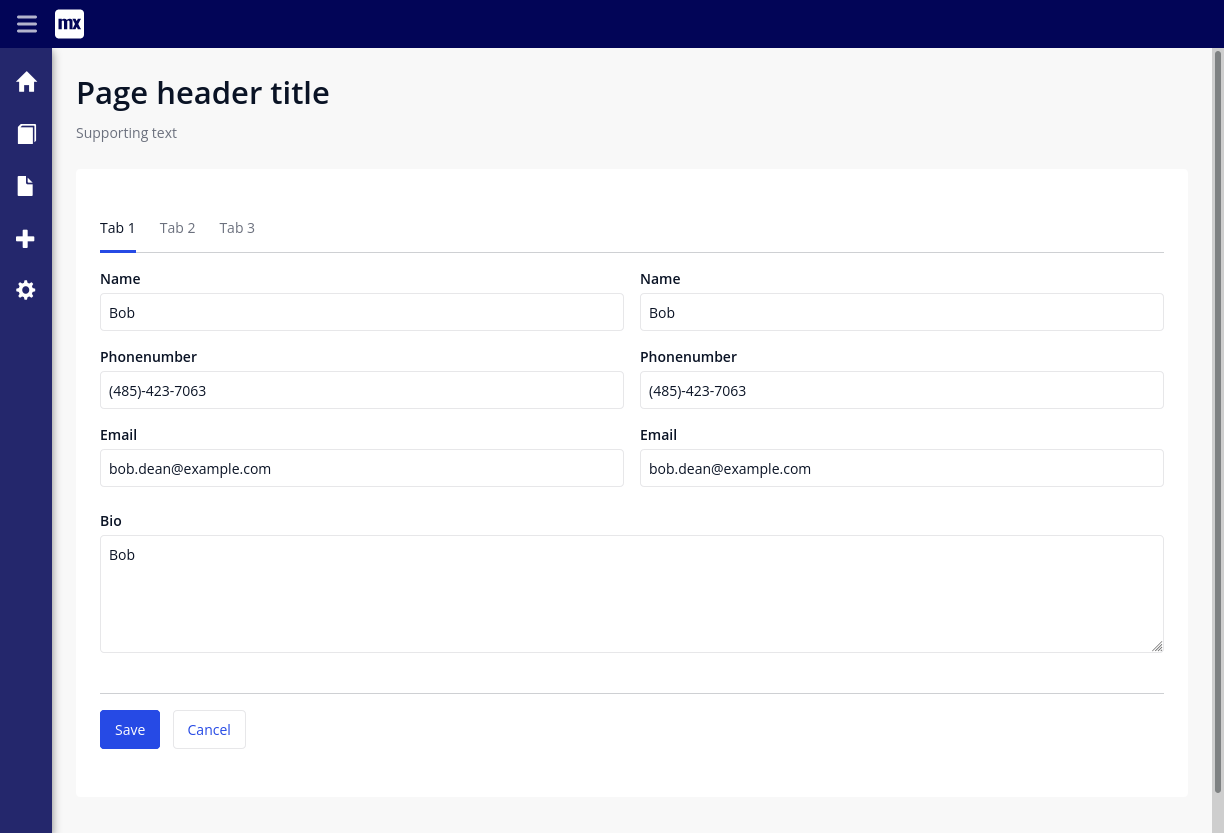 mx
Page header title
Supporting text
Tab 1 Tab 2 Tab 3
Name Name
Bob Bob
Phonenumber Phonenumber
(485)-423-7063 (485)-423-7063
Email Email
bob.dean@example.com bob.dean@example.com
Bio
Bob
Save Cancel